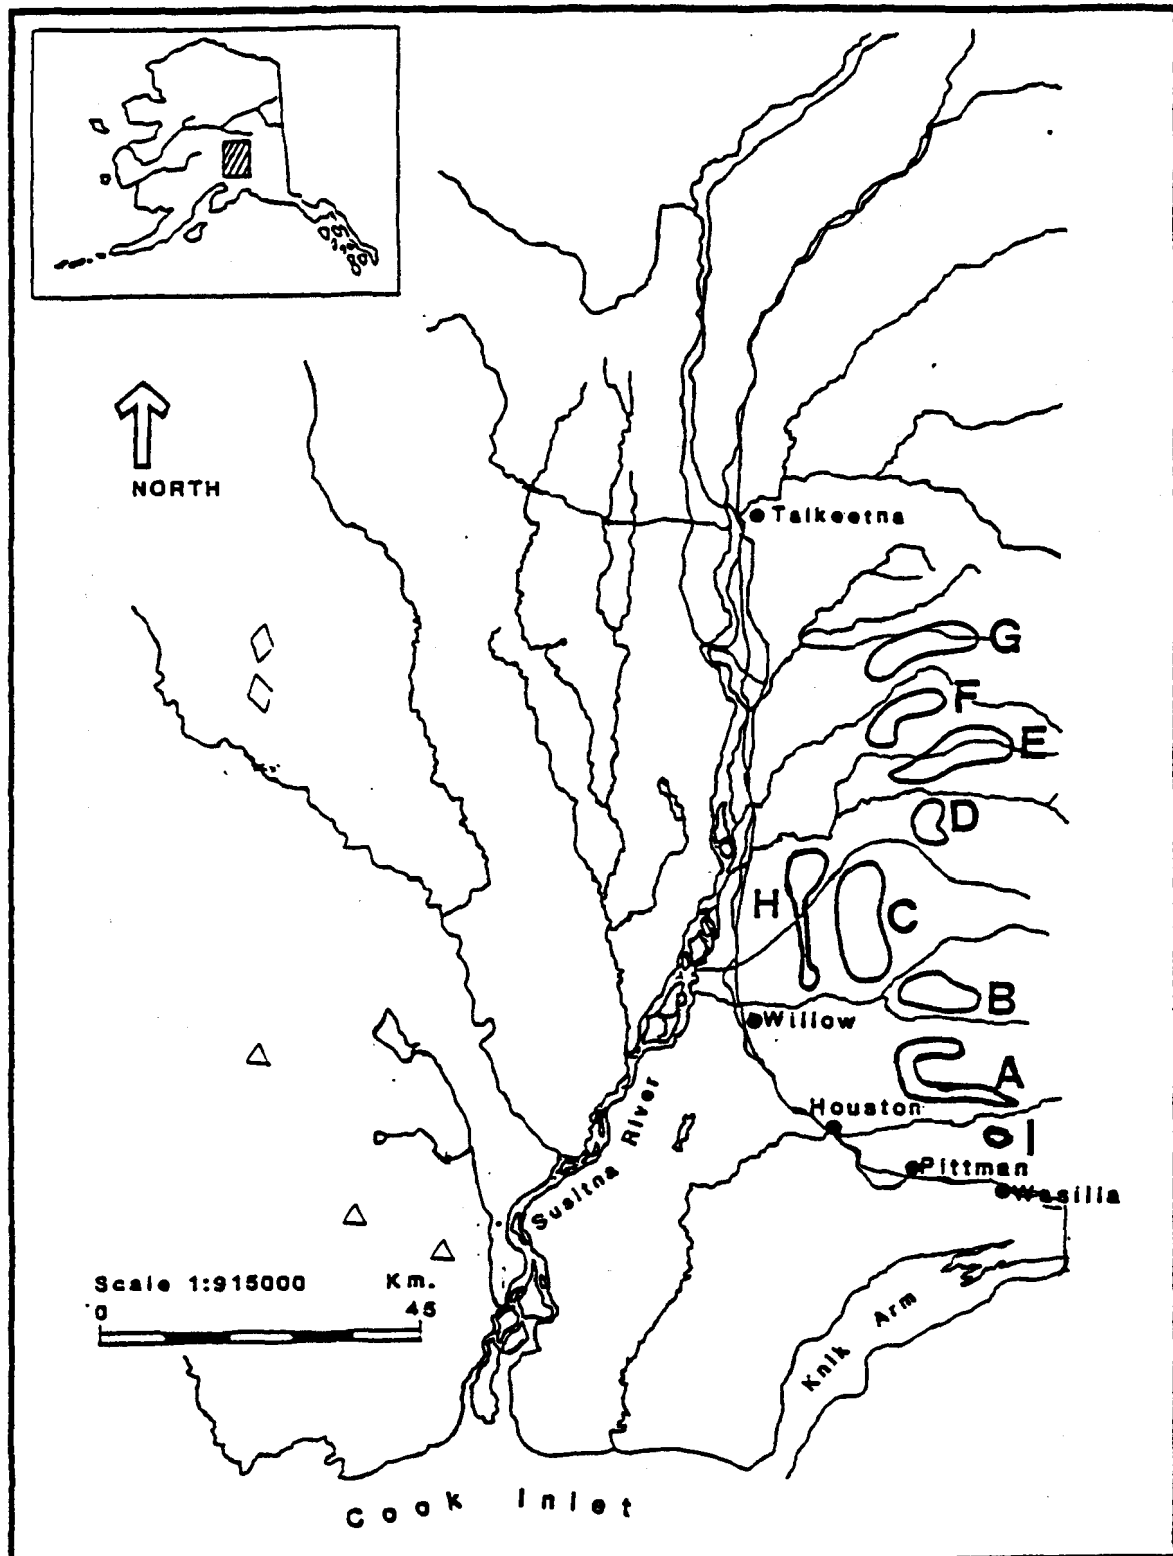 NORTH
Talkeetna
G
F
E
D
H
C
B
Willow
A
Houston
I
Pittman
Wasilla
Susitna River
Scale 1:915000 Km.
0 45
Knik Arm
Cook Inlet